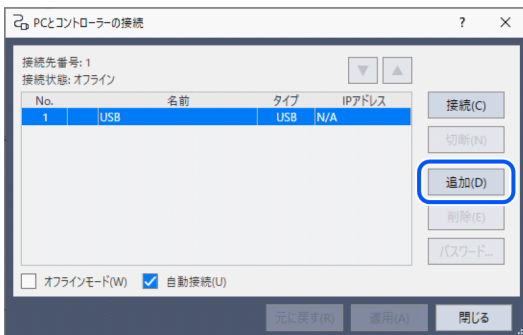 PCとコントローラーの接続
接続先番号: 1
接続状態: オフライン
No. 名前 タイプ IPアドレス
1 USB USB N/A
接続(C)
切断(N)
追加(D)
削除(E)
パスワード...
オフラインモード(W) 自動接続(U)
元に戻す(R) 適用(A) 閉じる